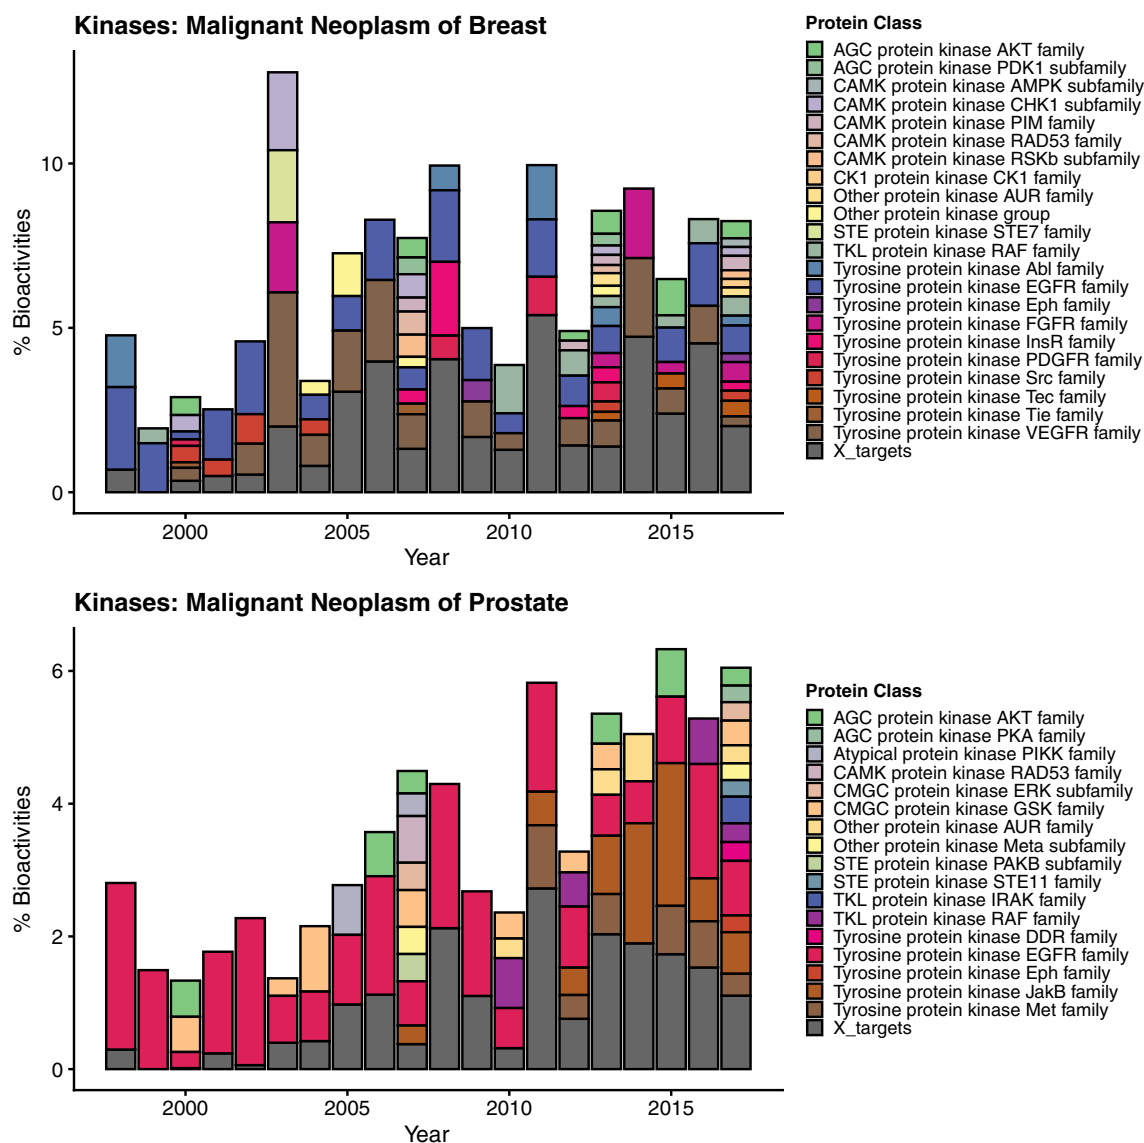 Kinases: Malignant Neoplasm of Breast
% Bioactivities
10
5
0
2000
2005
2010
2015
Year
Protein Class
AGC protein kinase AKT family
AGC protein kinase PDK1 subfamily
CAMK protein kinase AMPK subfamily
CAMK protein kinase CHK1 subfamily
CAMK protein kinase PIM family
CAMK protein kinase RAD53 family
CAMK protein kinase RSKb subfamily
CK1 protein kinase CK1 family
Other protein kinase AUR family
Other protein kinase group
STE protein kinase STE7 family
TKL protein kinase RAF family
Tyrosine protein kinase Abl family
Tyrosine protein kinase EGFR family
Tyrosine protein kinase Eph family
Tyrosine protein kinase FGFR family
Tyrosine protein kinase InsR family
Tyrosine protein kinase PDGFR family
Tyrosine protein kinase Src family
Tyrosine protein kinase Tec family
Tyrosine protein kinase Tie family
Tyrosine protein kinase VEGFR family
X_targets
Kinases: Malignant Neoplasm of Prostate
% Bioactivities
6
4
2
0
2000
2005
2010
2015
Year
Protein Class
AGC protein kinase AKT family
AGC protein kinase PKA family
Atypical protein kinase PIKK family
CAMK protein kinase RAD53 family
CMGC protein kinase ERK subfamily
CMGC protein kinase GSK family
Other protein kinase AUR family
Other protein kinase Meta subfamily
STE protein kinase PAKB subfamily
STE protein kinase STE11 family
TKL protein kinase IRAK family
TKL protein kinase RAF family
Tyrosine protein kinase DDR family
Tyrosine protein kinase EGFR family
Tyrosine protein kinase Eph family
Tyrosine protein kinase JakB family
Tyrosine protein kinase Met family
X_targets